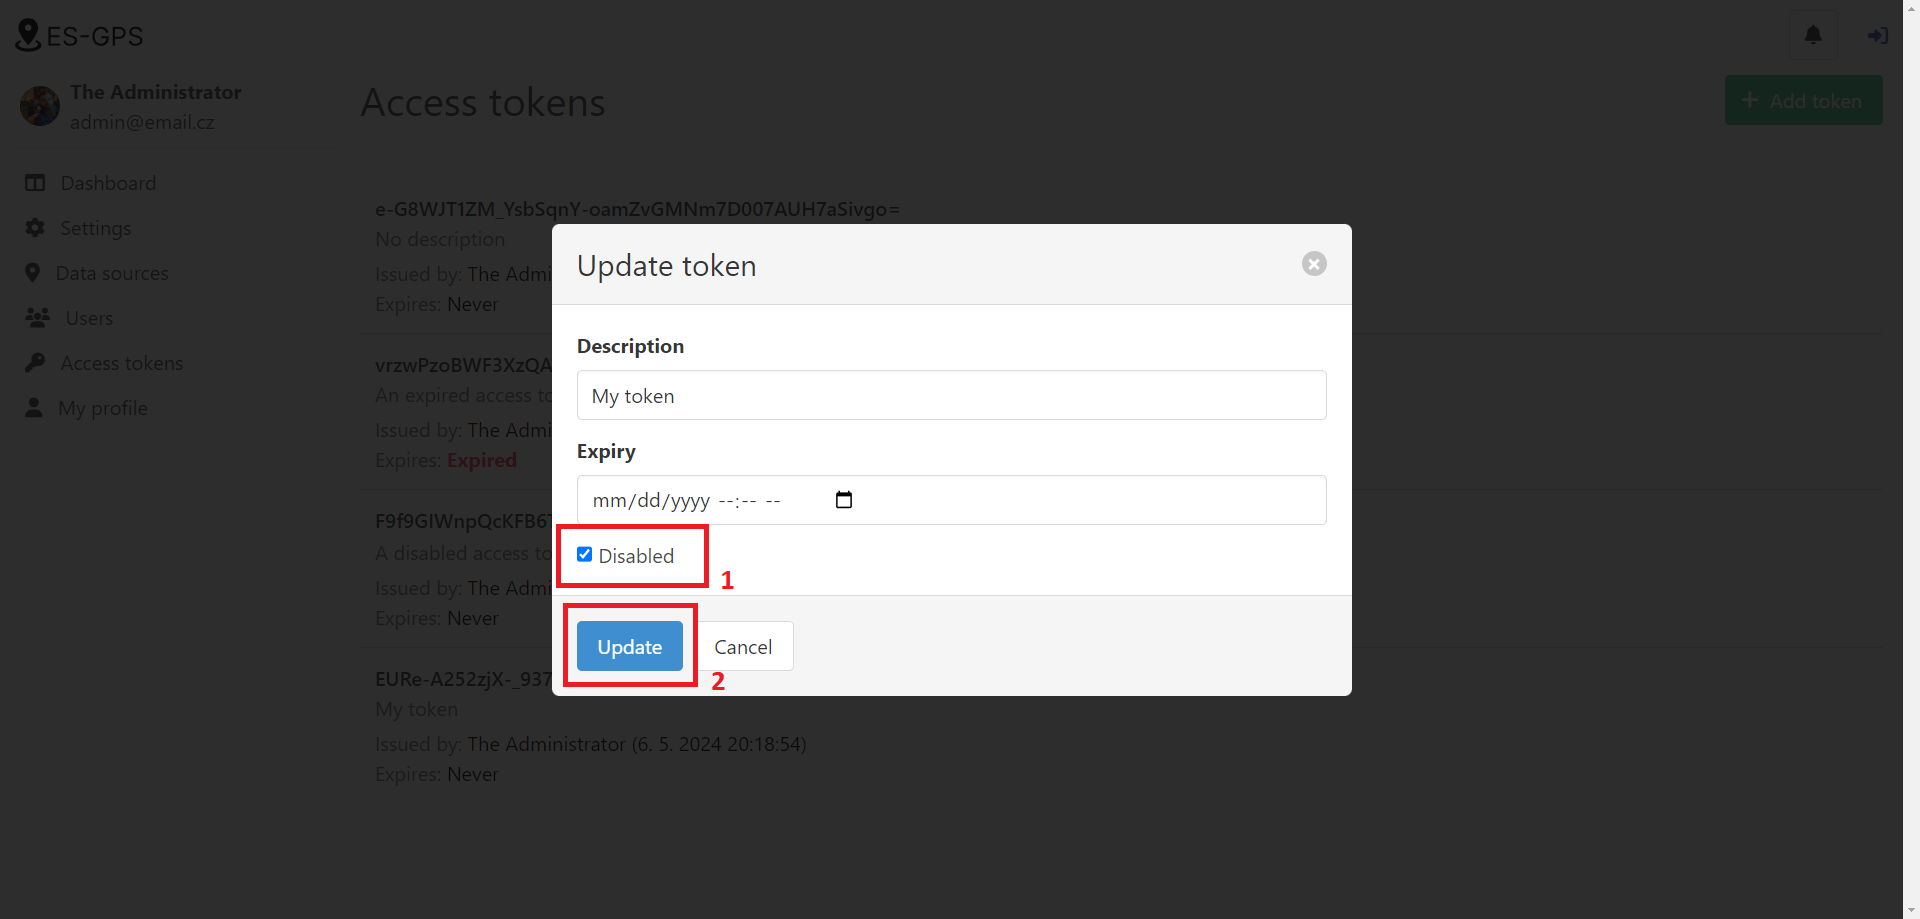 ES-GPS
The Administrator
admin@email.cz
Dashboard
Settings
Data sources
Users
Access tokens
My profile
Access tokens
Add token
e-G8WJT1ZM_YsbSqnY-oamZvGMNm7D007AUH7aSivgo=
No description
Issued by: The Admi
Expires: Never
vrzwPzoBWF3XzQA
An expired access to
Issued by: The Admi
Expires: Expired
F9f9GIWnpQcKFB6
A disabled access to
Issued by: The Admi
Expires: Never
EURe-A252zjX-_937
My token
Issued by: The Administrator (6. 5. 2024 20:18:54)
Expires: Never
Update token
Description
My token
Expiry
mm/dd/yyyy --:-- --
Disabled
1
Update
Cancel
2